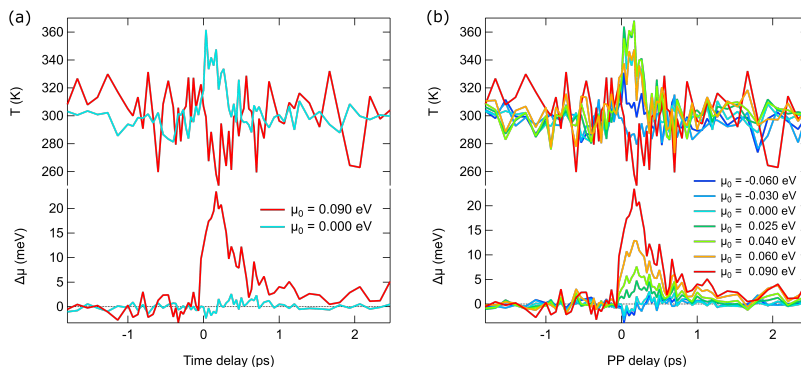 (a)
360
340
320
300
280
260
T (K)
20
15
10
5
0
Δμ (meV)
μ₀ = 0.090 eV
μ₀ = 0.000 eV
-1
0
1
2
Time delay (ps)
(b)
360
340
320
300
280
260
T (K)
20
15
10
5
0
Δμ (meV)
μ₀ = -0.060 eV
μ₀ = -0.030 eV
μ₀ = 0.000 eV
μ₀ = 0.025 eV
μ₀ = 0.040 eV
μ₀ = 0.060 eV
μ₀ = 0.090 eV
-1
0
1
2
PP delay (ps)